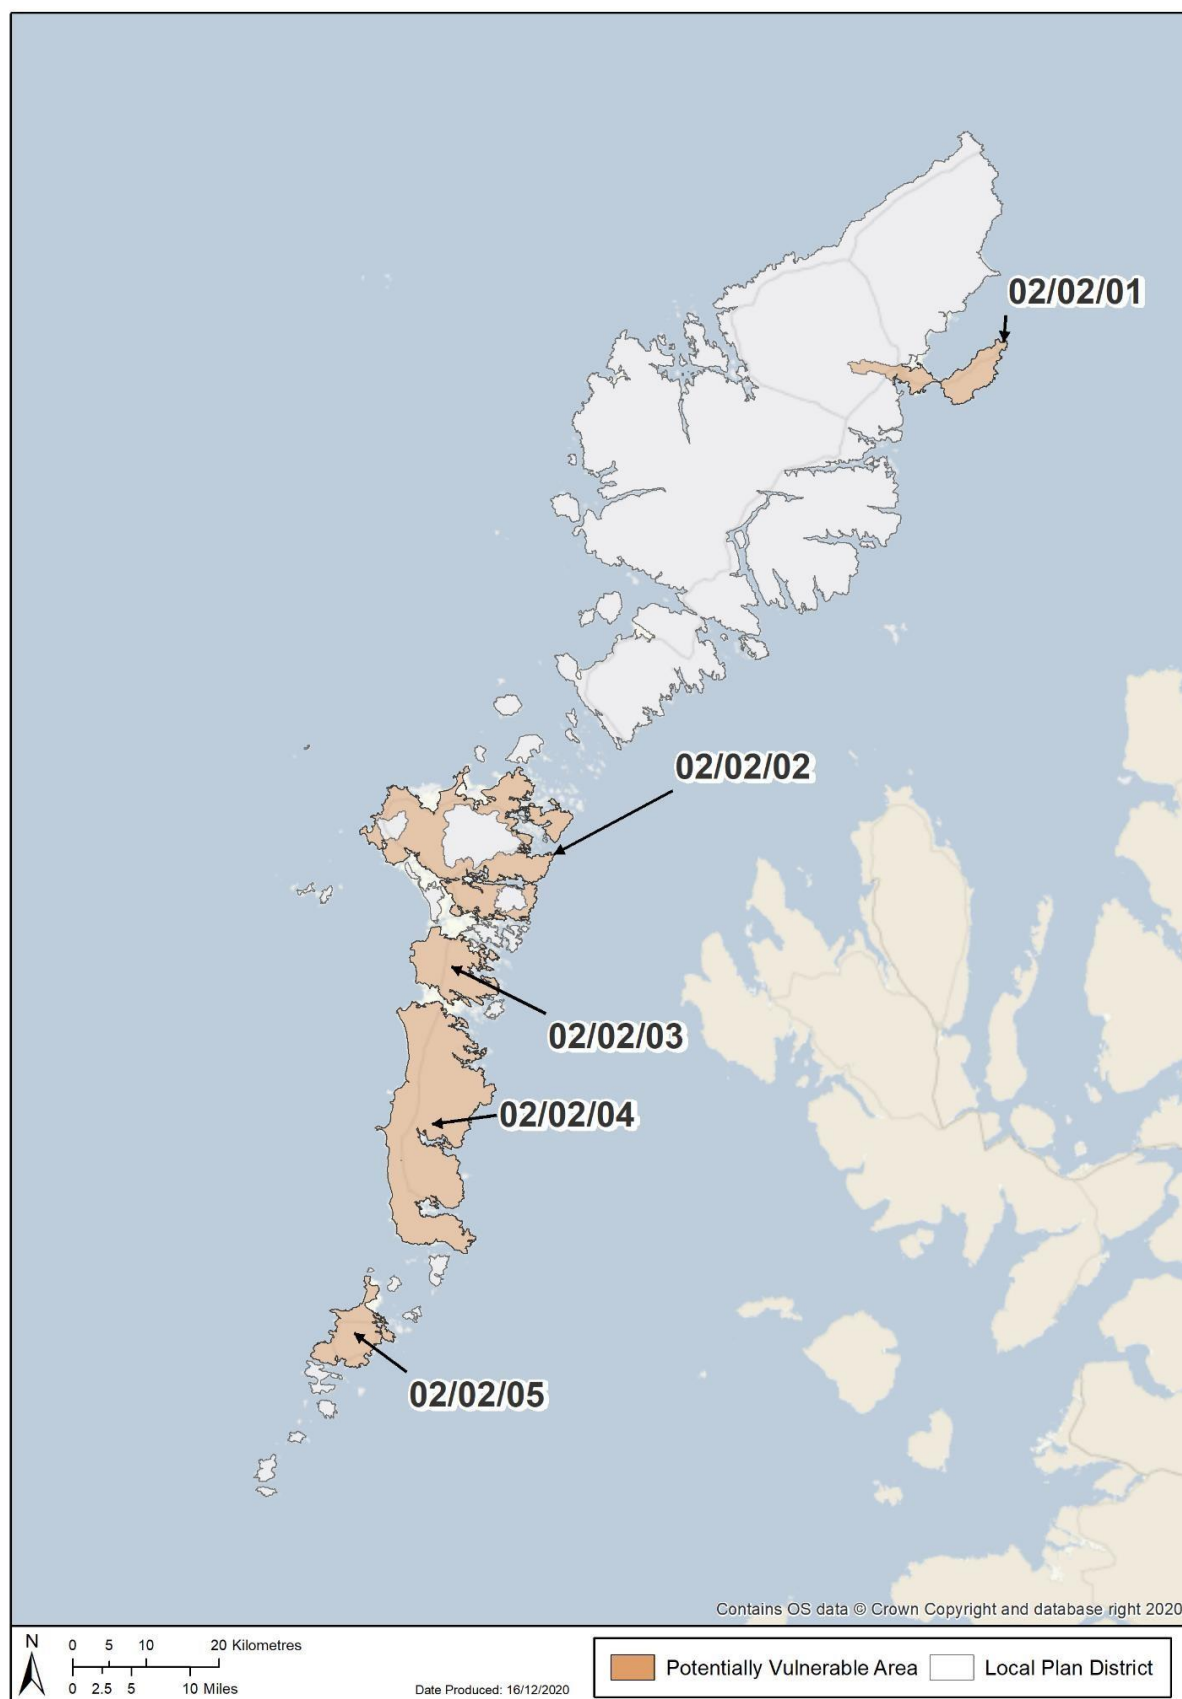 02/02/01
02/02/02
02/02/03
02/02/04
02/02/05
Contains OS data © Crown Copyright and database right 2020
N
0 5 10 20 Kilometres
0 2.5 5 10 Miles
Date Produced: 16/12/2020
Potentially Vulnerable Area
Local Plan District